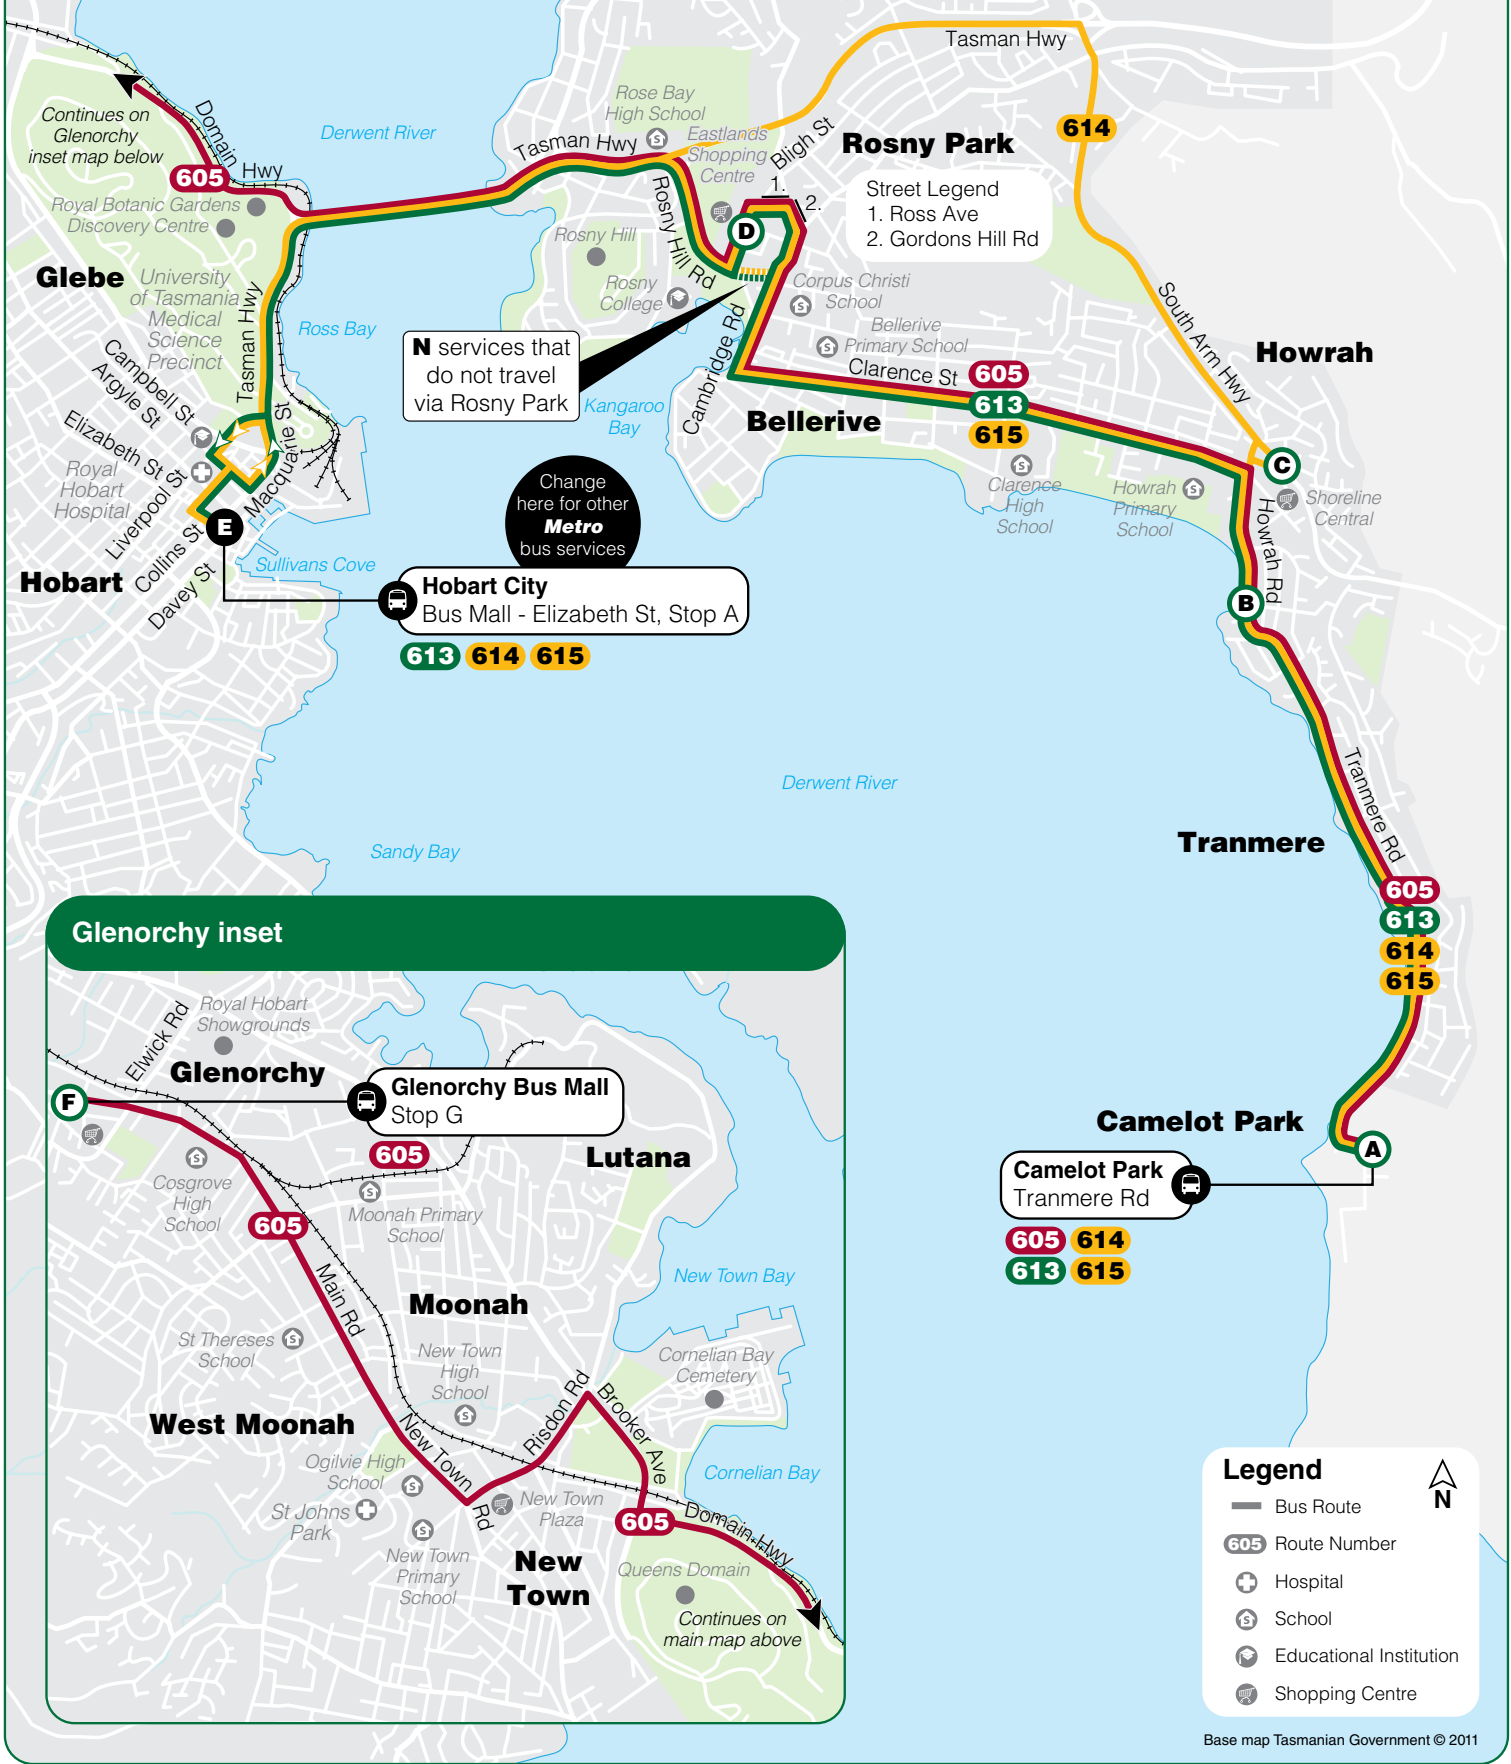 Tasman Hwy
614
Continues on
Glenorchy
inset map below
Domain
Hwy
605
Derwent River
Rose Bay
High School
Tasman Hwy
Eastlands
Shopping
Centre
Bligh St
Rosny Park
Street Legend
1. Ross Ave
2. Gordons Hill Rd
1.
2.
D
Rosny Hill Rd
Royal Botanic Gardens
Discovery Centre
Glebe
University
of Tasmania
Medical
Science
Precinct
Tasman Hwy
Ross Bay
Rosny Hill
Rosny
College
Corpus Christi
School
Bellerive
Primary School
South Arm Hwy
Howrah
N services that
do not travel
via Rosny Park
Cambridge Rd
Clarence St
605
613
615
Kangaroo
Bay
Bellerive
Campbell St
Argyle St
Elizabeth St
Liverpool St
Collins St
Davey St
Macquarie St
Royal
Hobart
Hospital
E
Hobart
Sullivans Cove
Change
here for other
Metro
bus services
Hobart City
Bus Mall - Elizabeth St, Stop A
613
614
615
Clarence
High
School
Howrah
Primary
School
C
Shoreline
Central
Howrah Rd
B
Derwent River
Sandy Bay
Tranmere
Tranmere Rd
605
613
614
615
Camelot Park
A
Camelot Park
Tranmere Rd
605 614
613 615
Glenorchy inset
Elwick Rd
Royal Hobart
Showgrounds
Glenorchy
F
Glenorchy Bus Mall
Stop G
605
Lutana
Cosgrove
High
School
Moonah Primary
School
605
Main Rd
New Town Bay
Moonah
St Thereses
School
New Town
High
School
Cornelian Bay
Cemetery
West Moonah
New Town
Rd
Risdon Rd
Brooker Ave
Ogilvie High
School
St Johns
Park
Cornelian Bay
New Town
Plaza
605
Domain Hwy
New Town
Primary
School
New
Town
Queens Domain
Continues on
main map above
Legend
N
Bus Route
605 Route Number
Hospital
School
Educational Institution
Shopping Centre
Base map Tasmanian Government © 2011